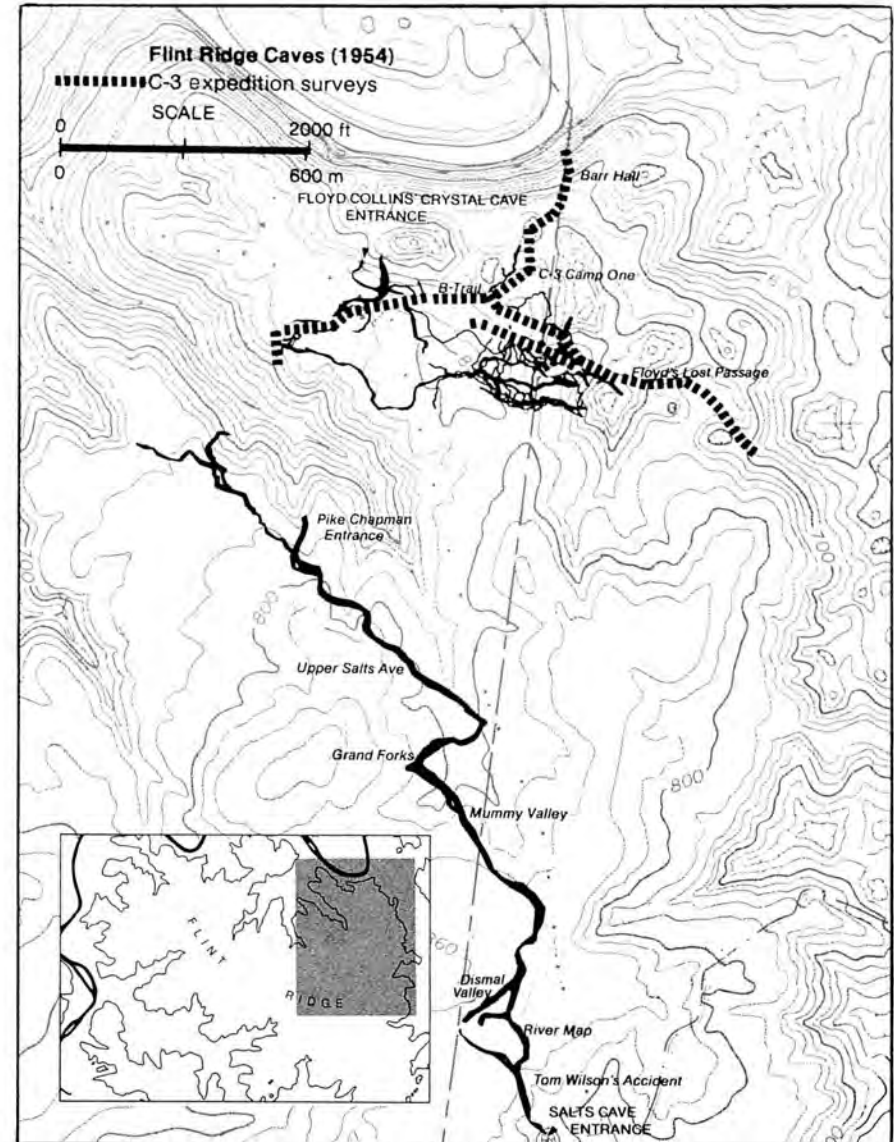 Flint Ridge Caves (1954)
C-3 expedition surveys
SCALE
0 2000 ft
0 600 m
FLOYD COLLINS' CRYSTAL CAVE
ENTRANCE
Barr Hall
C-3 Camp One
B-Trail
Floyd's Lost Passage
Pike Chapman
Entrance
700
800
Upper Salts Ave
Grand Forks
800
Mummy Valley
860
FLINT
RIDGE
Dismal
Valley
River Map
Tom Wilson's Accident
SALTS CAVE
ENTRANCE